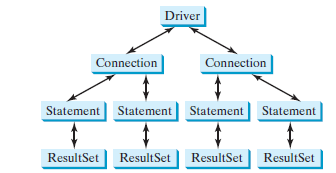 Driver
Connection Connection
Statement Statement Statement Statement
ResultSet ResultSet ResultSet ResultSet